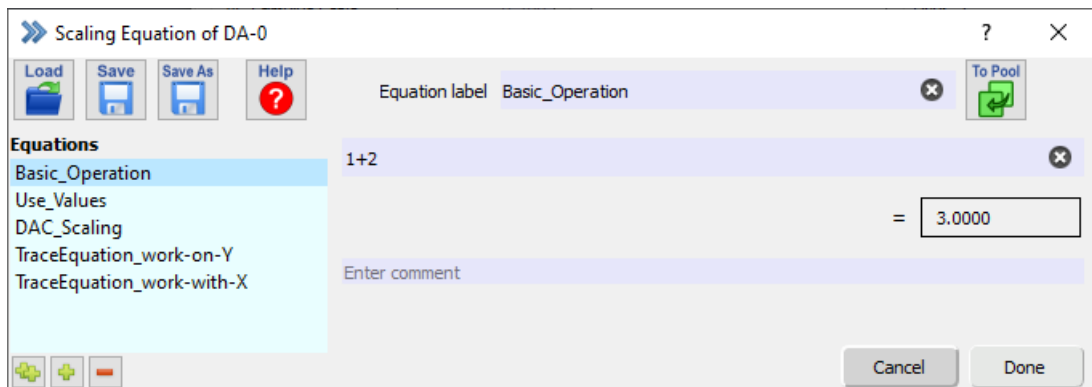 Scaling Equation of DA-0
?
Load
Save
Save As
Help
?
Equation label
Basic_Operation
To Pool
Equations
Basic_Operation
Use_Values
DAC_Scaling
TraceEquation_work-on-Y
TraceEquation_work-with-X
1+2
= 3.0000
Enter comment
Cancel
Done